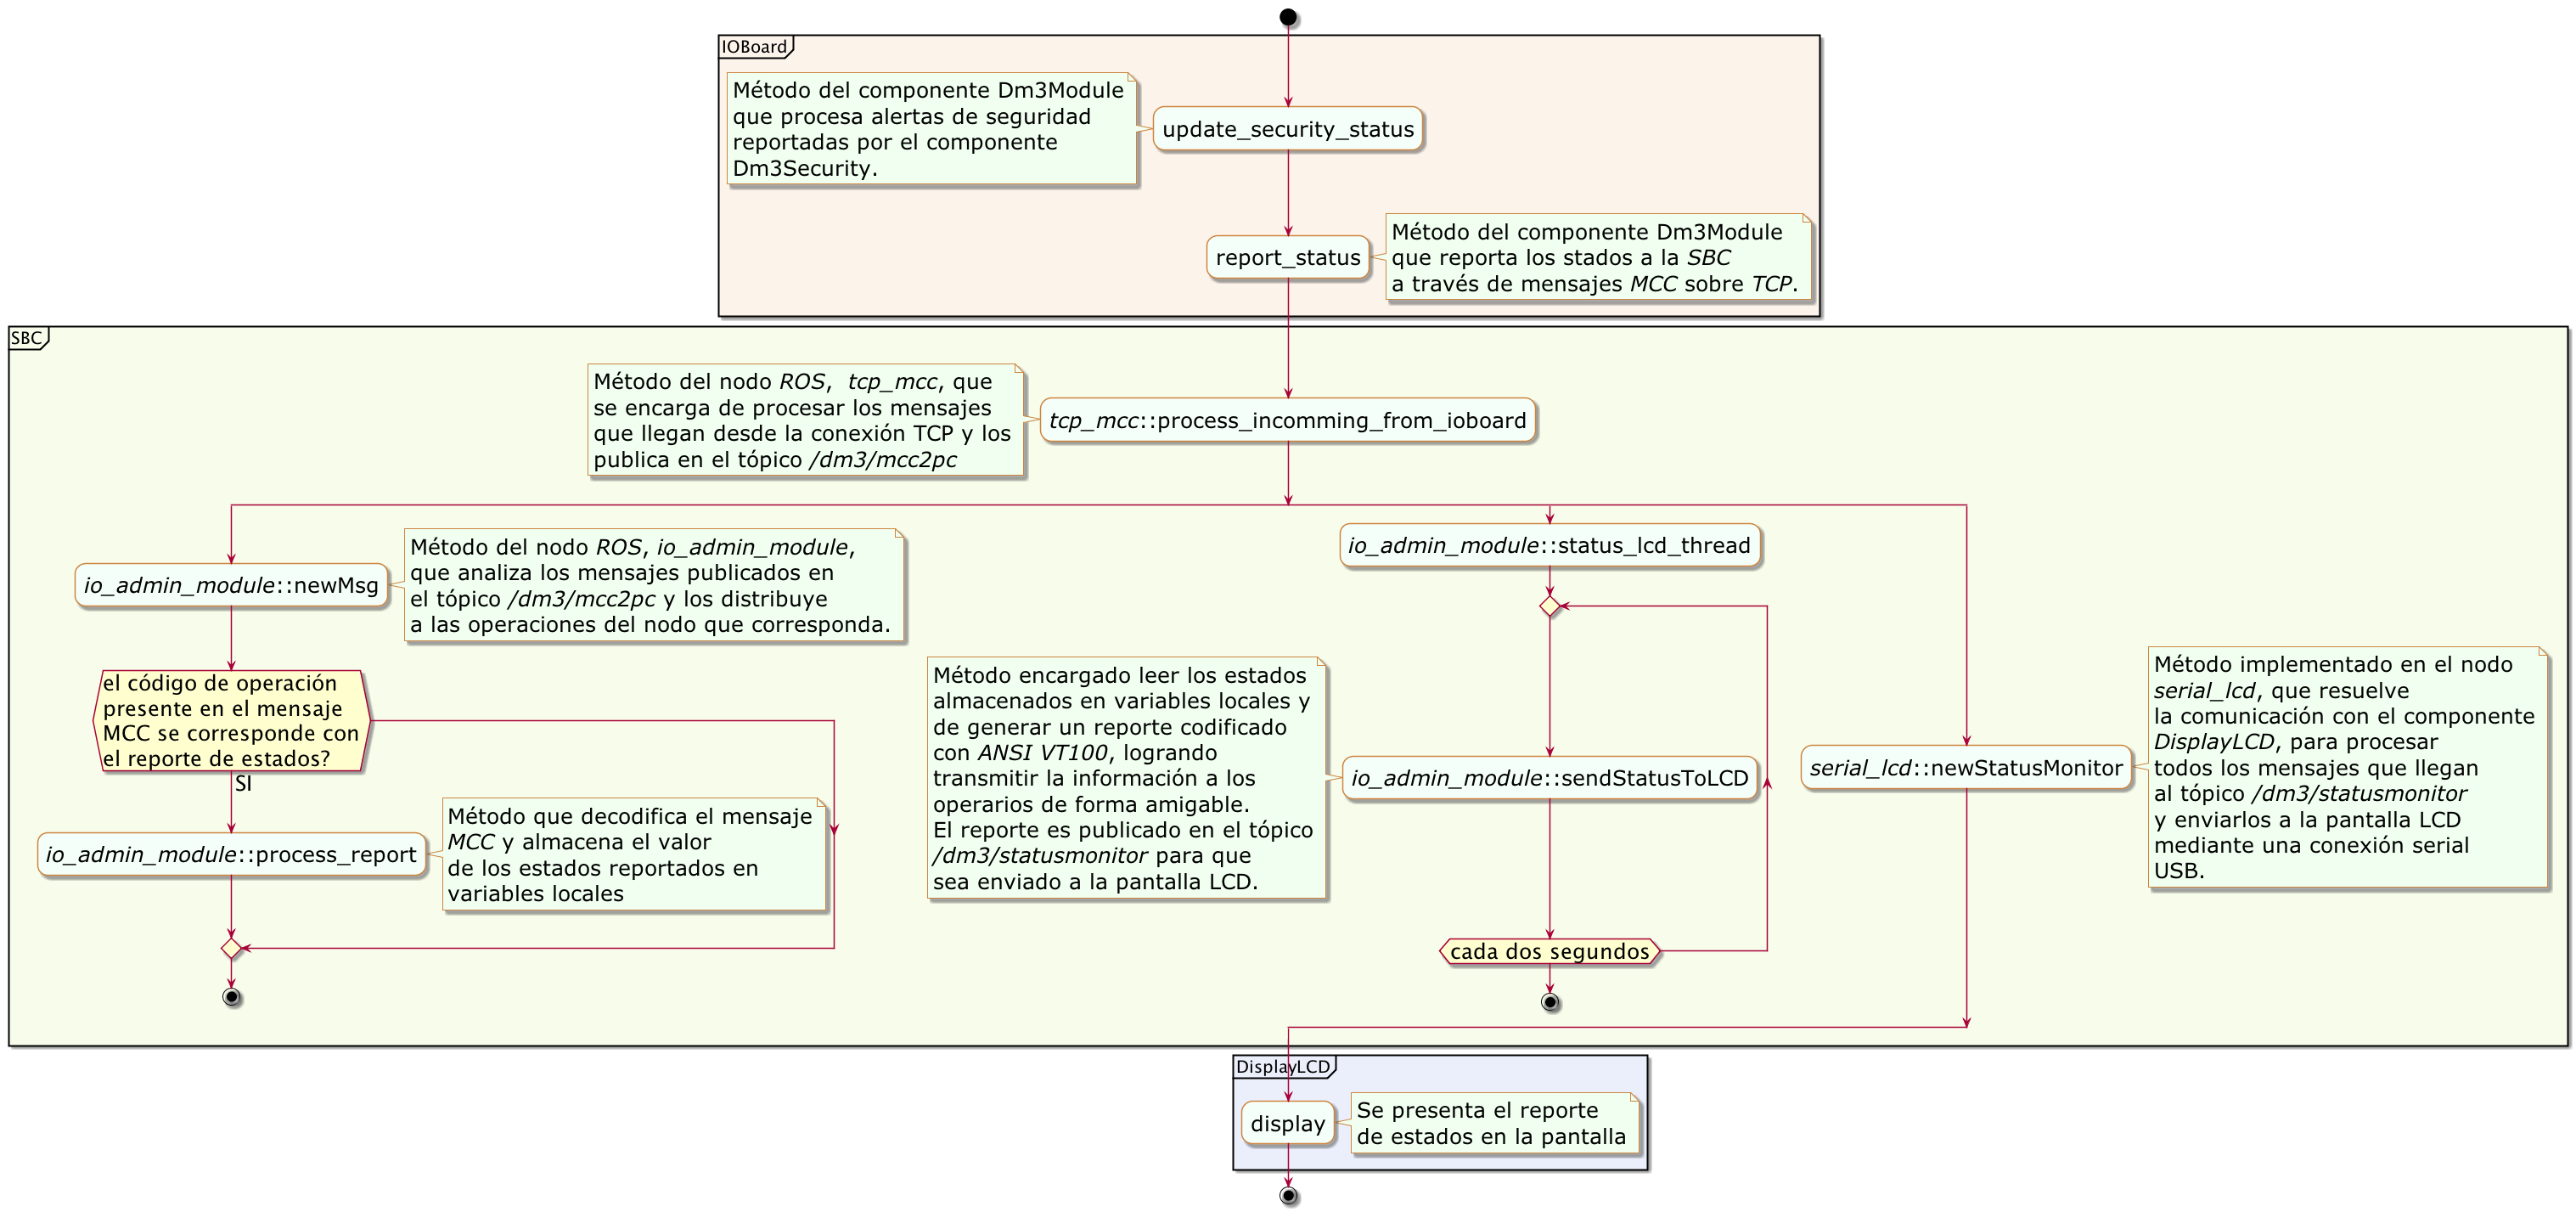 IOBoard
Método del componente Dm3Module
que procesa alertas de seguridad
reportadas por el componente
Dm3Security.
update_security_status
report_status
Método del componente Dm3Module
que reporta los stados a la SBC
a través de mensajes MCC sobre TCP.
SBC
Método del nodo ROS,  tcp_mcc, que
se encarga de procesar los mensajes
que llegan desde la conexión TCP y los
publica en el tópico /dm3/mcc2pc
tcp_mcc::process_incomming_from_ioboard
io_admin_module::newMsg
Método del nodo ROS, io_admin_module,
que analiza los mensajes publicados en
el tópico /dm3/mcc2pc y los distribuye
a las operaciones del nodo que corresponda.
el código de operación
presente en el mensaje
MCC se corresponde con
el reporte de estados?
SI
io_admin_module::process_report
Método que decodifica el mensaje
MCC y almacena el valor
de los estados reportados en
variables locales
io_admin_module::status_lcd_thread
Método encargado leer los estados
almacenados en variables locales y
de generar un reporte codificado
con ANSI VT100, logrando
transmitir la información a los
operarios de forma amigable.
El reporte es publicado en el tópico
/dm3/statusmonitor para que
sea enviado a la pantalla LCD.
io_admin_module::sendStatusToLCD
cada dos segundos
serial_lcd::newStatusMonitor
Método implementado en el nodo
serial_lcd, que resuelve
la comunicación con el componente
DisplayLCD, para procesar
todos los mensajes que llegan
al tópico /dm3/statusmonitor
y enviarlos a la pantalla LCD
mediante una conexión serial
USB.
DisplayLCD
display
Se presenta el reporte
de estados en la pantalla